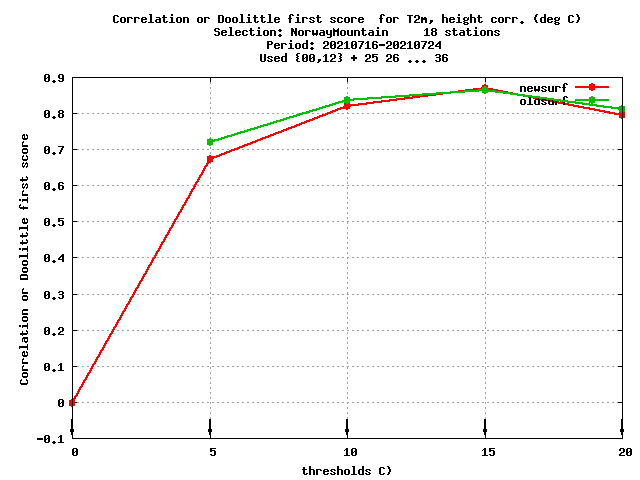 Correlation or Doolittle first score  for T2m, height corr. (deg C)
Selection: NorwayMountain     18 stations
Period: 20210716-20210724
Used {00,12} + 25 26 ... 36
newsurf
oldsurf
0.9
0.8
0.7
0.6
0.5
0.4
0.3
0.2
0.1
0
-0.1
Correlation or Doolittle first score
0 5 10 15 20
thresholds C)